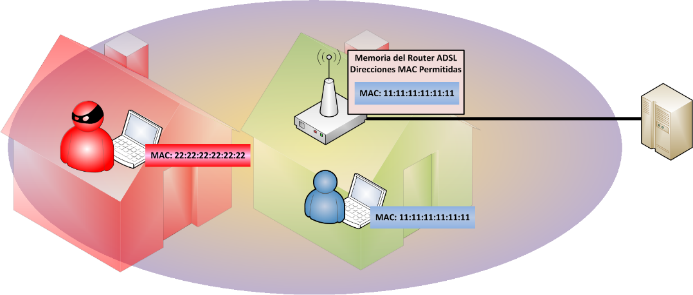 Memoria del Router ADSL
Direcciones MAC Permitidas
MAC: 11:11:11:11:11:11
MAC: 22:22:22:22:22:22
MAC: 11:11:11:11:11:11